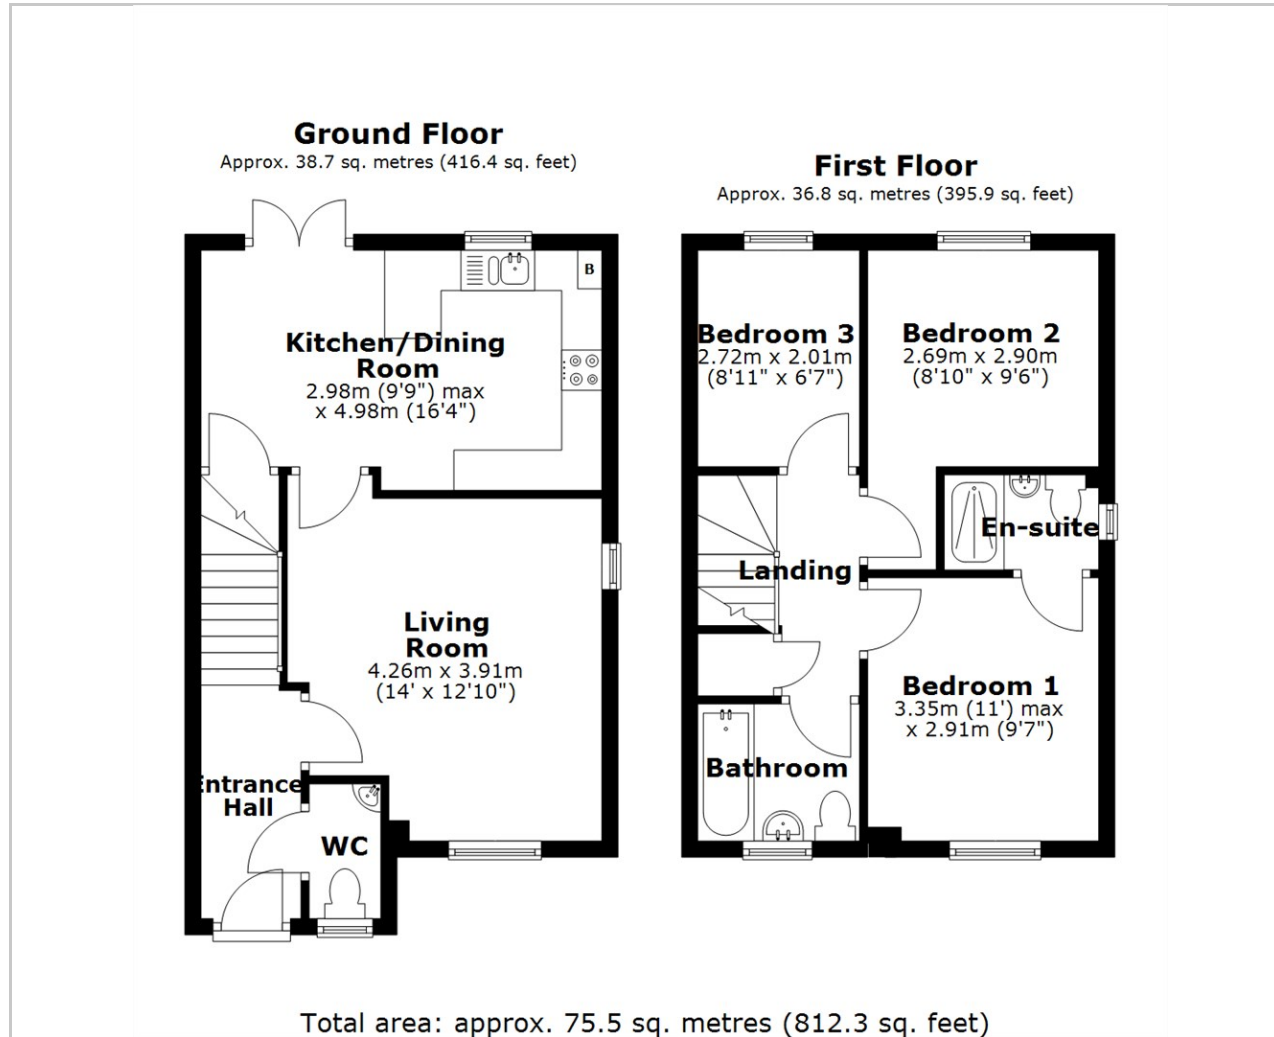 Ground Floor
Approx. 38.7 sq. metres (416.4 sq. feet)
B
Kitchen/Dining
Room
2.98m (9'9") max
x 4.98m (16'4")
Living
Room
4.26m x 3.91m
(14' x 12'10")
Entrance
Hall
WC
First Floor
Approx. 36.8 sq. metres (395.9 sq. feet)
Bedroom 3
2.72m x 2.01m
(8'11" x 6'7")
Bedroom 2
2.69m x 2.90m
(8'10" x 9'6")
En-suite
Landing
Bedroom 1
3.35m (11') max
x 2.91m (9'7")
Bathroom
Total area: approx. 75.5 sq. metres (812.3 sq. feet)